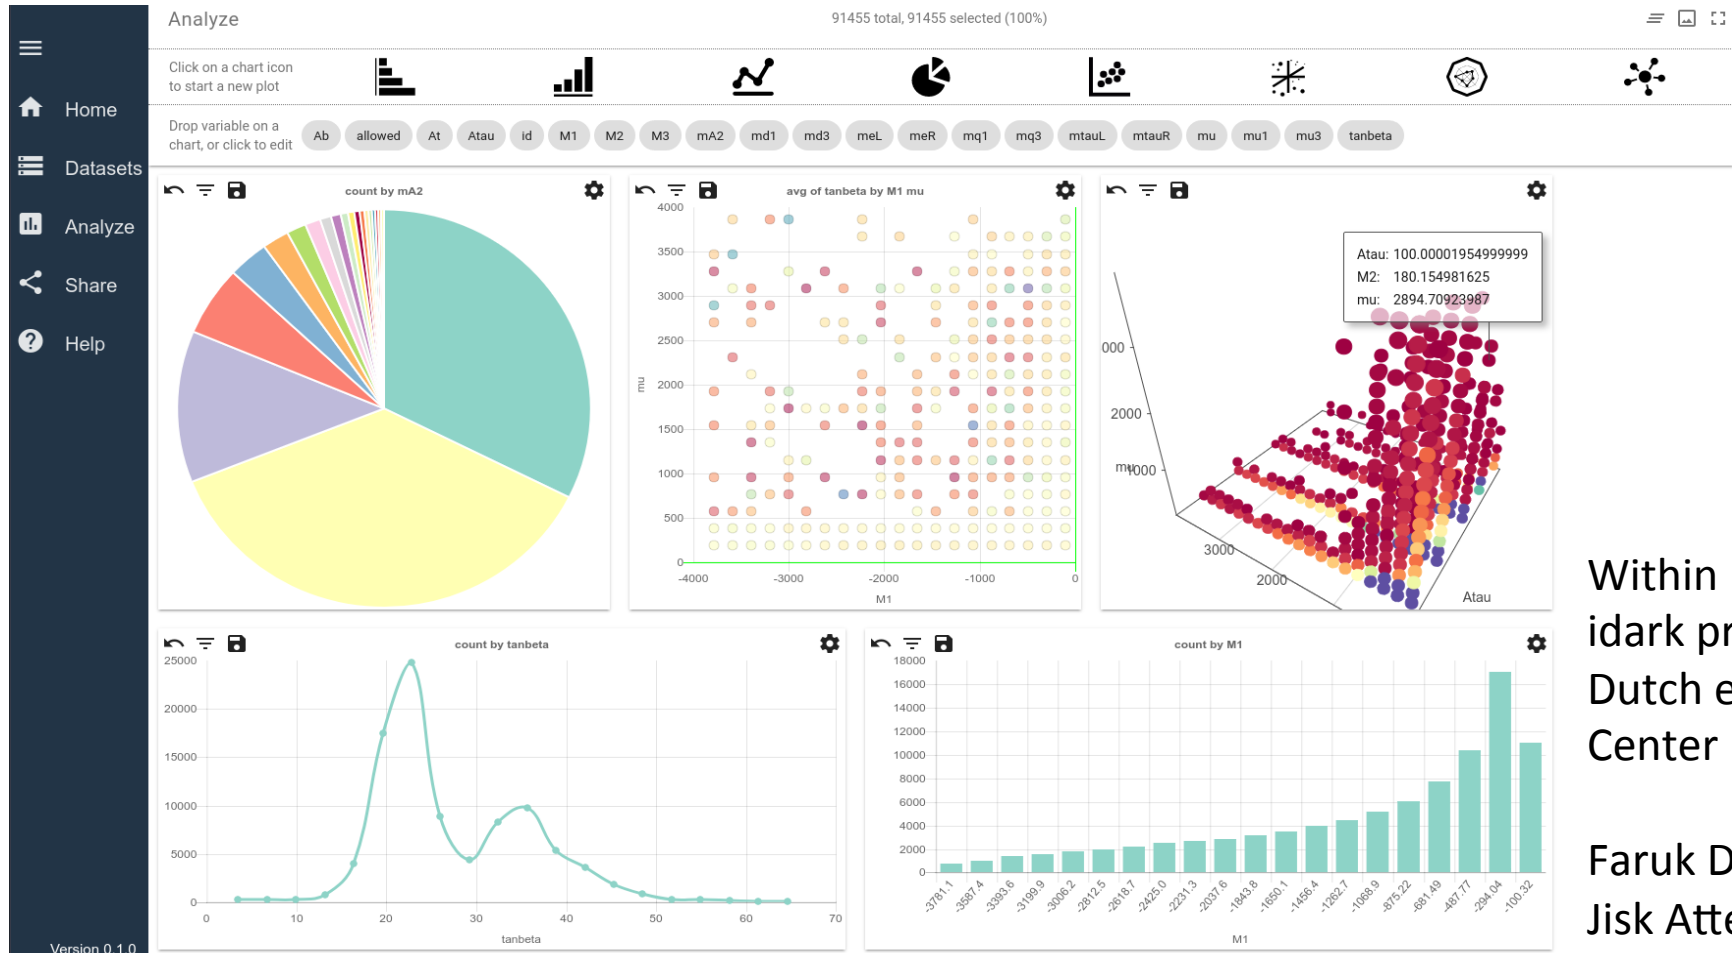 Analyze
91455 total, 91455 selected (100%)
Home
Datasets
Analyze
Share
Help
Version 0.1.0
Click on a chart icon
to start a new plot
Drop variable on a
chart, or click to edit
Ab allowed At Atau id M1 M2 M3 mA2 md1 md3 meL meR mq1 mq3 mtauL mtauR mu mu1 mu3 tanbeta
count by mA2
avg of tanbeta by M1 mu
4000
3500
3000
2500
2000
1500
1000
500
0
mu
-4000 -3000 -2000 -1000 0
M1
Atau: 100.00001954999999
M2: 180.154981625
mu: 2894.70923987
000
2000
1000
mu
3000
2000
Atau
count by tanbeta
25000
20000
15000
10000
5000
0
0 10 20 30 40 50 60 70
tanbeta
count by M1
18000
16000
14000
12000
10000
8000
6000
4000
2000
0
-3781.1 -3587.4 -3393.6 -3199.9 -3006.2 -2812.5 -2618.7 -2425.0 -2231.3 -2037.6 -1843.8 -1650.1 -1456.4 -1262.7 -1068.9 -875.22 -681.49 -487.77 -294.04 -100.32
M1
Within
idark pr
Dutch e
Center
Faruk D
Jisk Atte